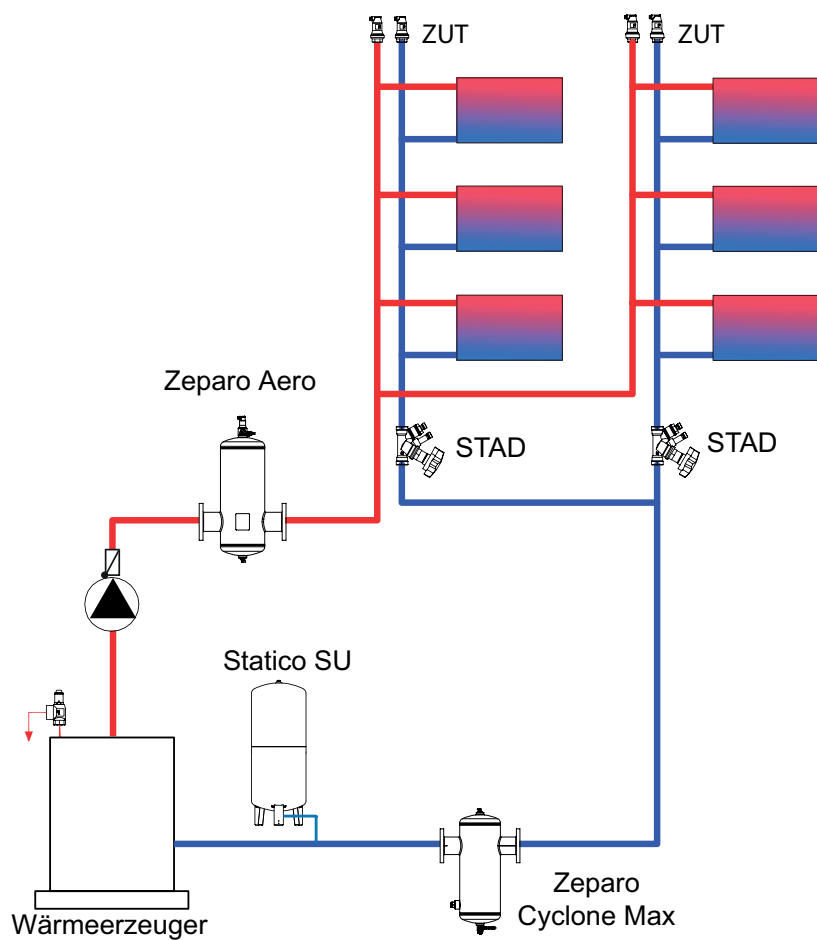 ZUT
ZUT
Zeparo Aero
STAD
STAD
Statico SU
Zeparo
Cyclone Max
Wärmeerzeuger